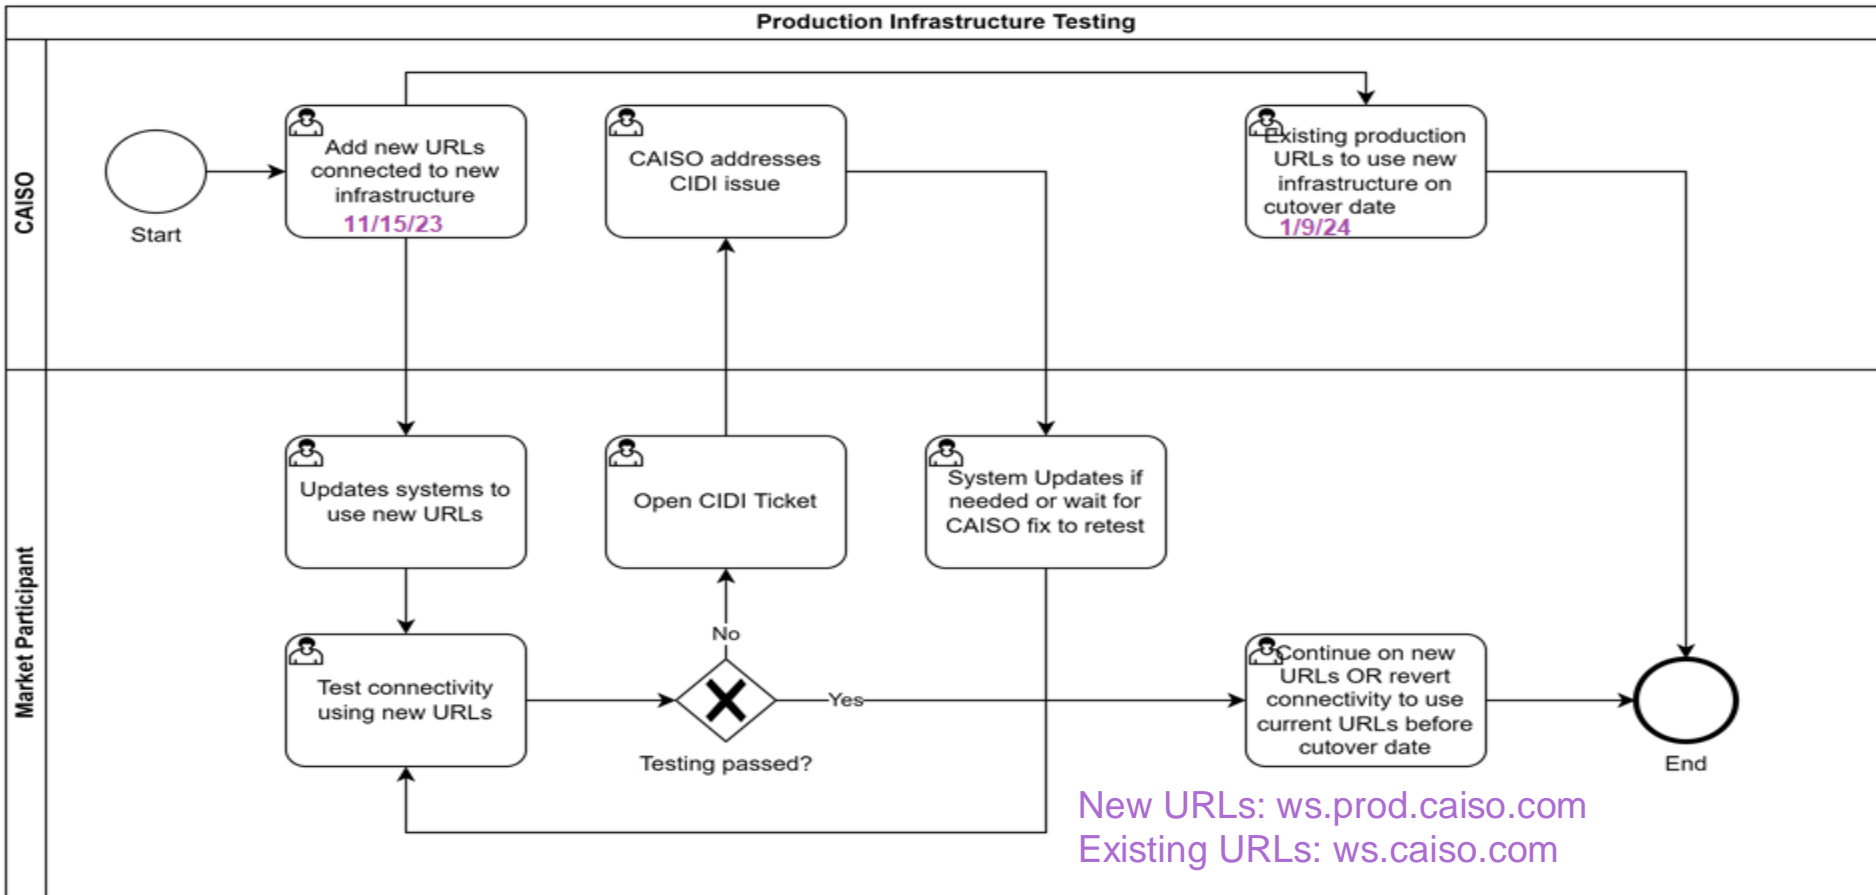 Production Infrastructure Testing
CAISO
Start
Add new URLs
connected to new
infrastructure
11/15/23
CAISO addresses
CIDI issue
Existing production
URLs to use new
infrastructure on
cutover date
1/9/24
Market Participant
Updates systems to
use new URLs
Open CIDI Ticket
System Updates if
needed or wait for
CAISO fix to retest
Test connectivity
using new URLs
No
Yes
Testing passed?
Continue on new
URLs OR revert
connectivity to use
current URLs before
cutover date
End
New URLs: ws.prod.caiso.com
Existing URLs: ws.caiso.com